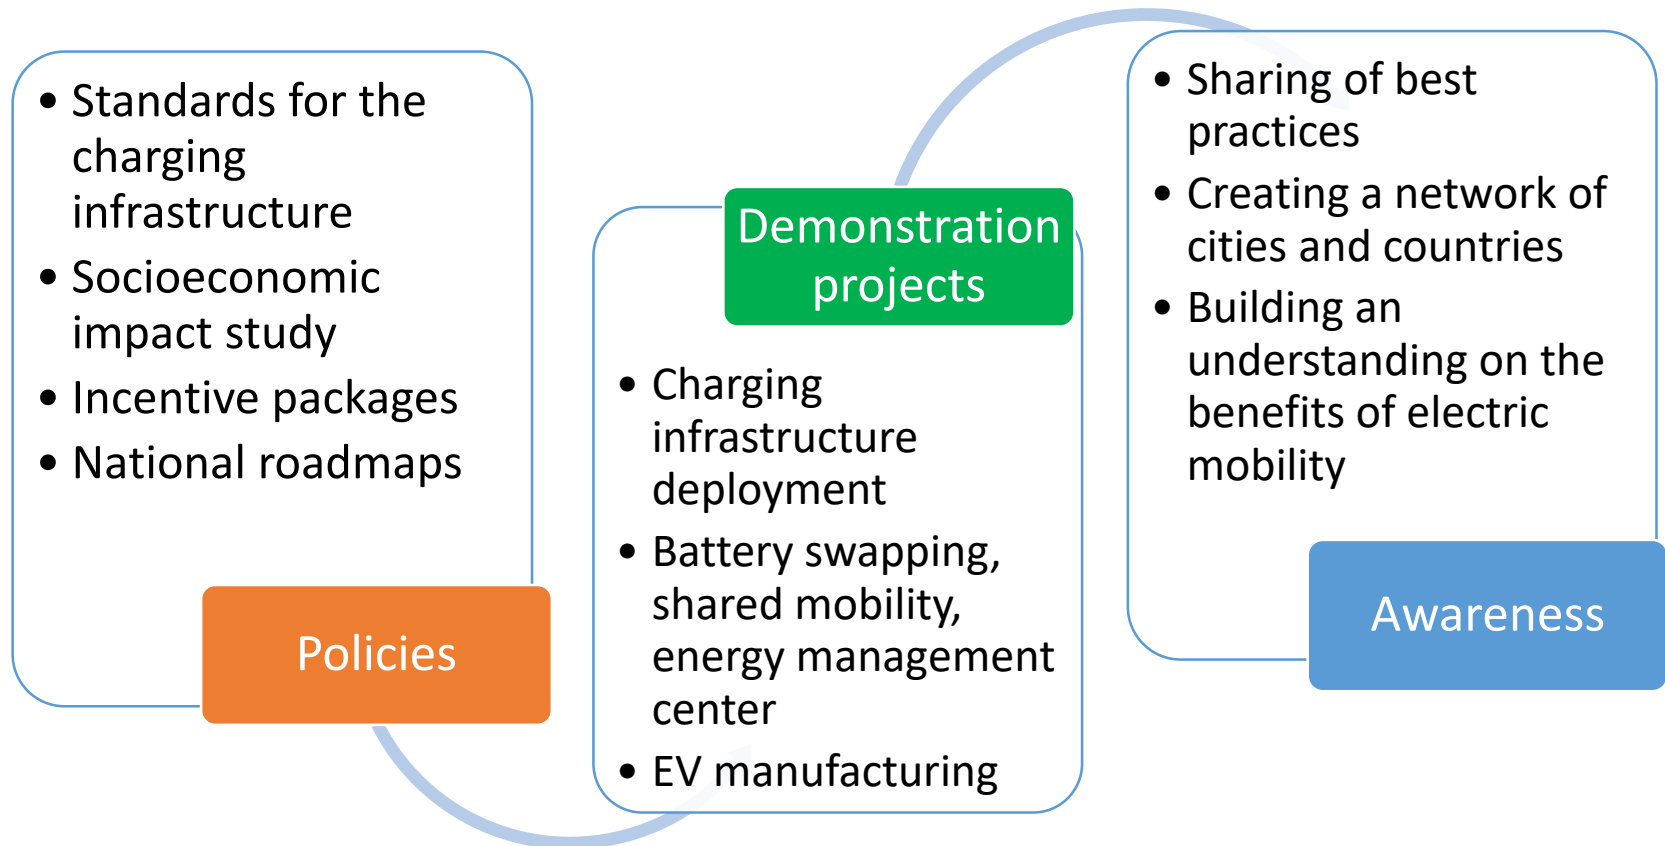 • Standards for the
charging
infrastructure
• Socioeconomic
impact study
• Incentive packages
• National roadmaps
Policies
Demonstration
projects
• Charging
infrastructure
deployment
• Battery swapping,
shared mobility,
energy management
center
• EV manufacturing
• Sharing of best
practices
• Creating a network of
cities and countries
• Building an
understanding on the
benefits of electric
mobility
Awareness